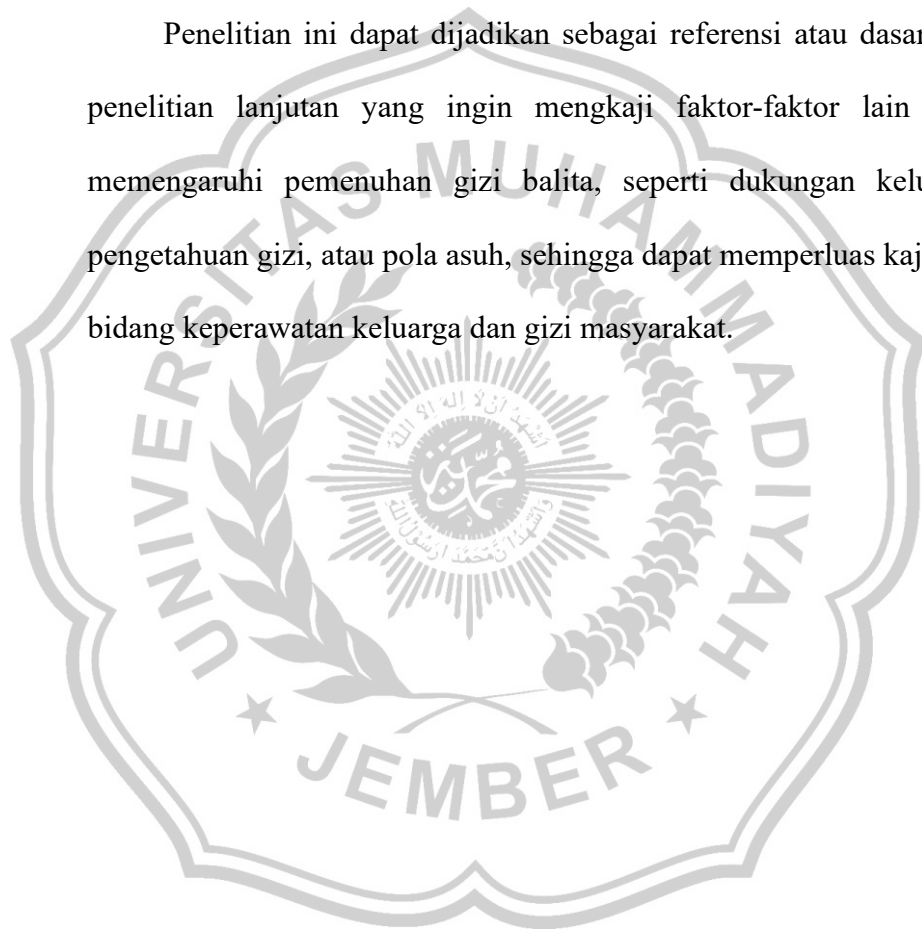 Penelitian ini dapat dijadikan sebagai referensi atau dasar
penelitian lanjutan yang ingin mengkaji faktor-faktor lain
memengaruhi pemenuhan gizi balita, seperti dukungan kelu
pengetahuan gizi, atau pola asuh, sehingga dapat memperluas kaj
bidang keperawatan keluarga dan gizi masyarakat.
UNIVERSITAS MUHAMMADIYAH
JEMBER